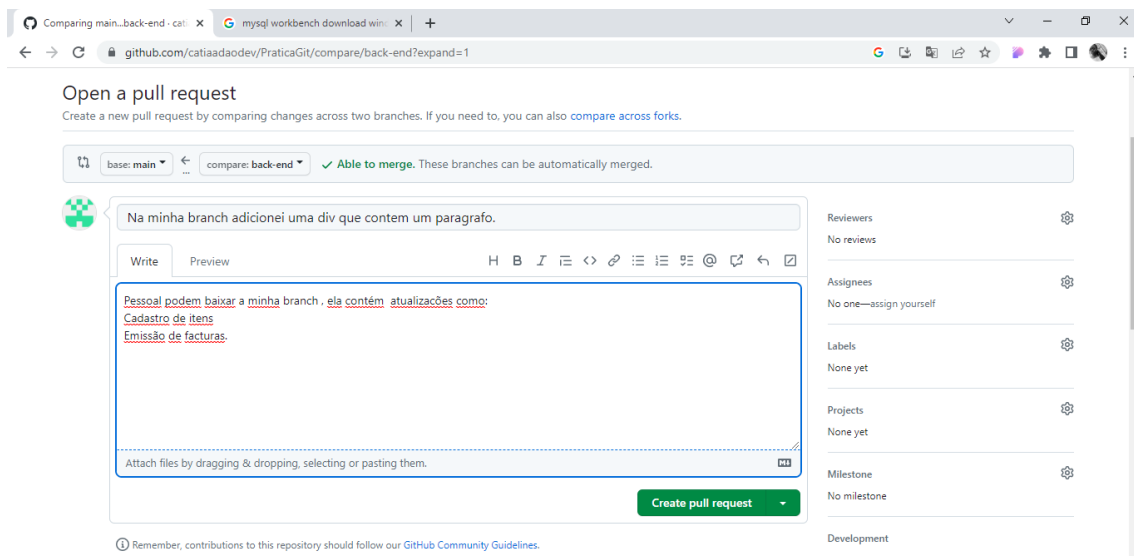 Comparing main...back-end · cati
mysql workbench download wind
github.com/catiaadaodev/PraticaGit/compare/back-end?expand=1
Open a pull request
Create a new pull request by comparing changes across two branches. If you need to, you can also compare across forks.
base: main
...
compare: back-end
Able to merge. These branches can be automatically merged.
Na minha branch adicionei uma div que contem um paragrafo.
Write Preview
Pessoal podem baixar a minha branch , ela contém atualizacões como:
Cadastro de itens
Emissão de facturas.
Attach files by dragging & dropping, selecting or pasting them.
Create pull request
Remember, contributions to this repository should follow our GitHub Community Guidelines.
Reviewers
No reviews
Assignees
No one—assign yourself
Labels
None yet
Projects
None yet
Milestone
No milestone
Development